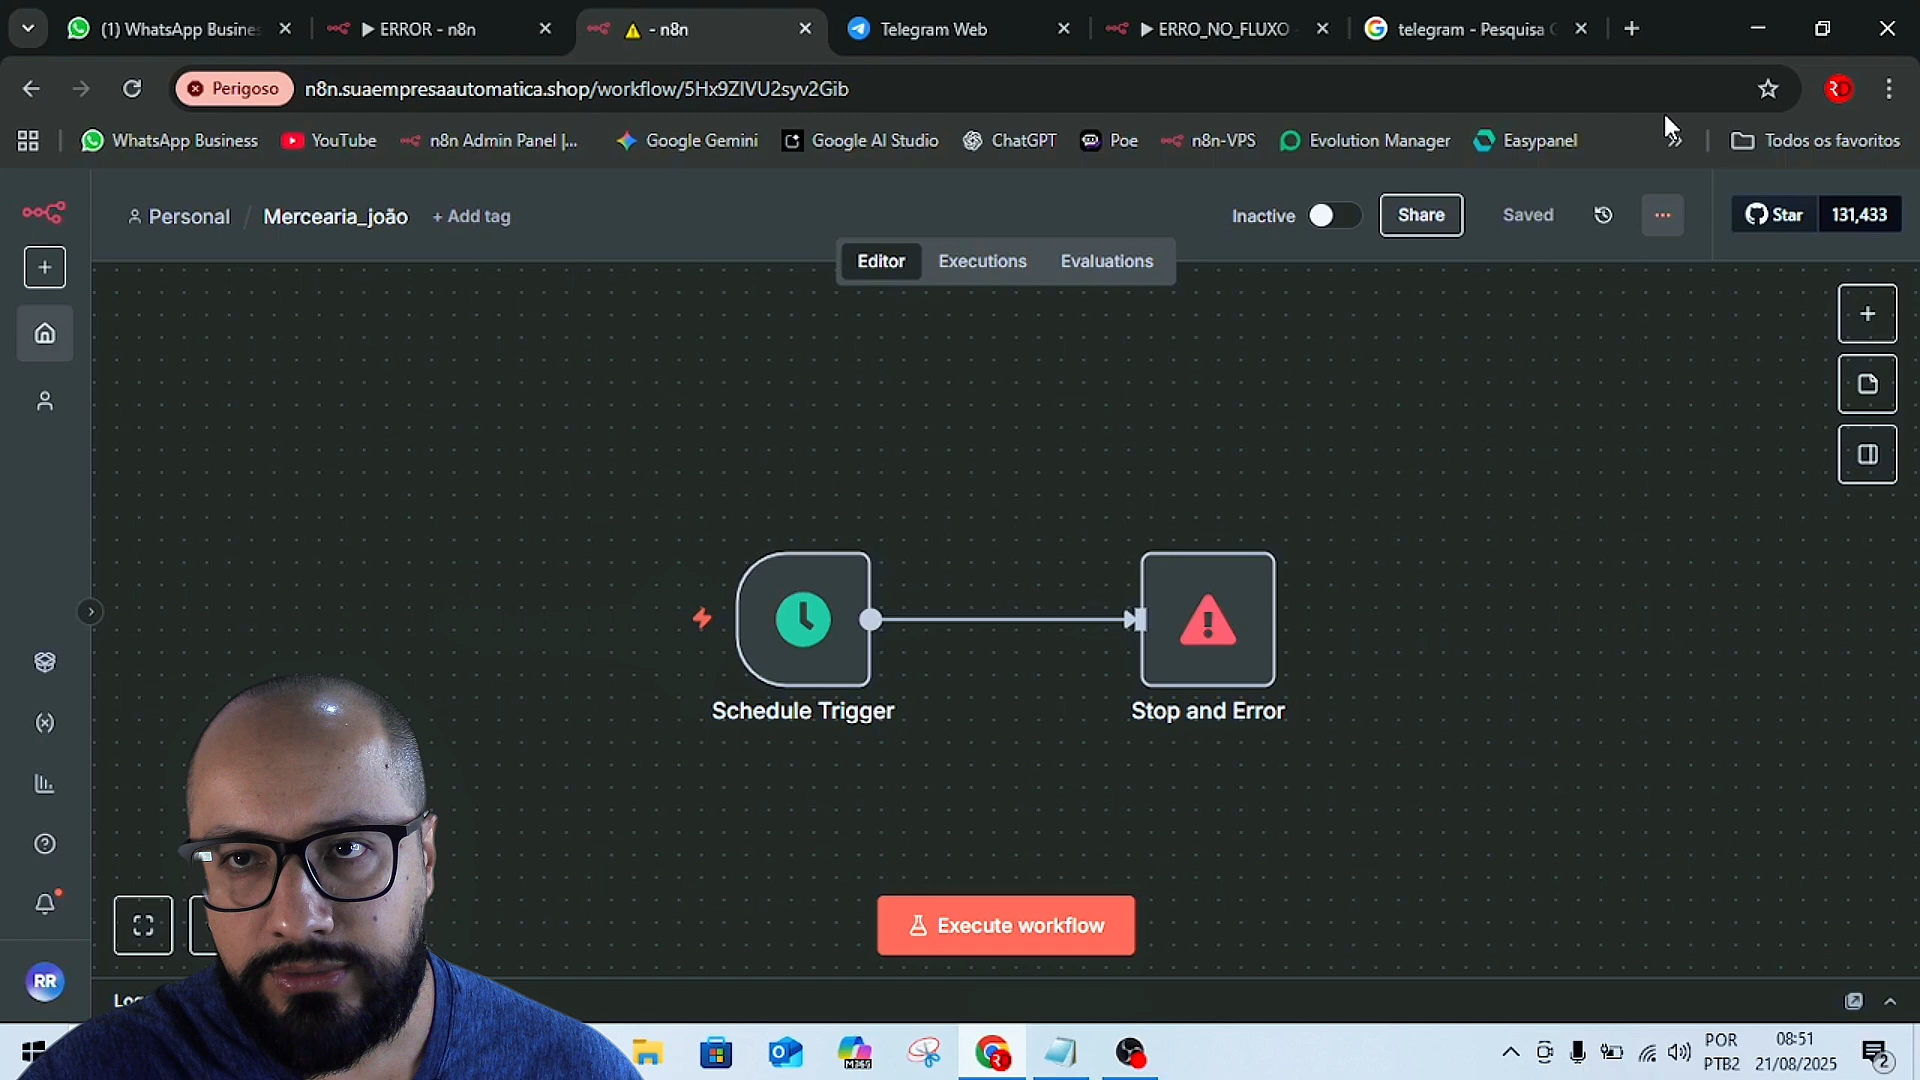 (1) WhatsApp Busine
ERROR - n8n
- n8n
Telegram Web
ERRO_NO_FLUXO
telegram - Pesquisa G
Perigoso
n8n.suaempresaautomatica.shop/workflow/5Hx9ZIVU2syv2Gib
WhatsApp Business
YouTube
n8n Admin Panel |...
Google Gemini
Google AI Studio
ChatGPT
Poe
n8n-VPS
Evolution Manager
Easypanel
Todos os favoritos
Personal / Mercearia_joão + Add tag
Inactive
Share
Saved
Star 131,433
Editor
Executions
Evaluations
Schedule Trigger
Stop and Error
Execute workflow
RR
POR
PTB2
08:51
21/08/2025
2